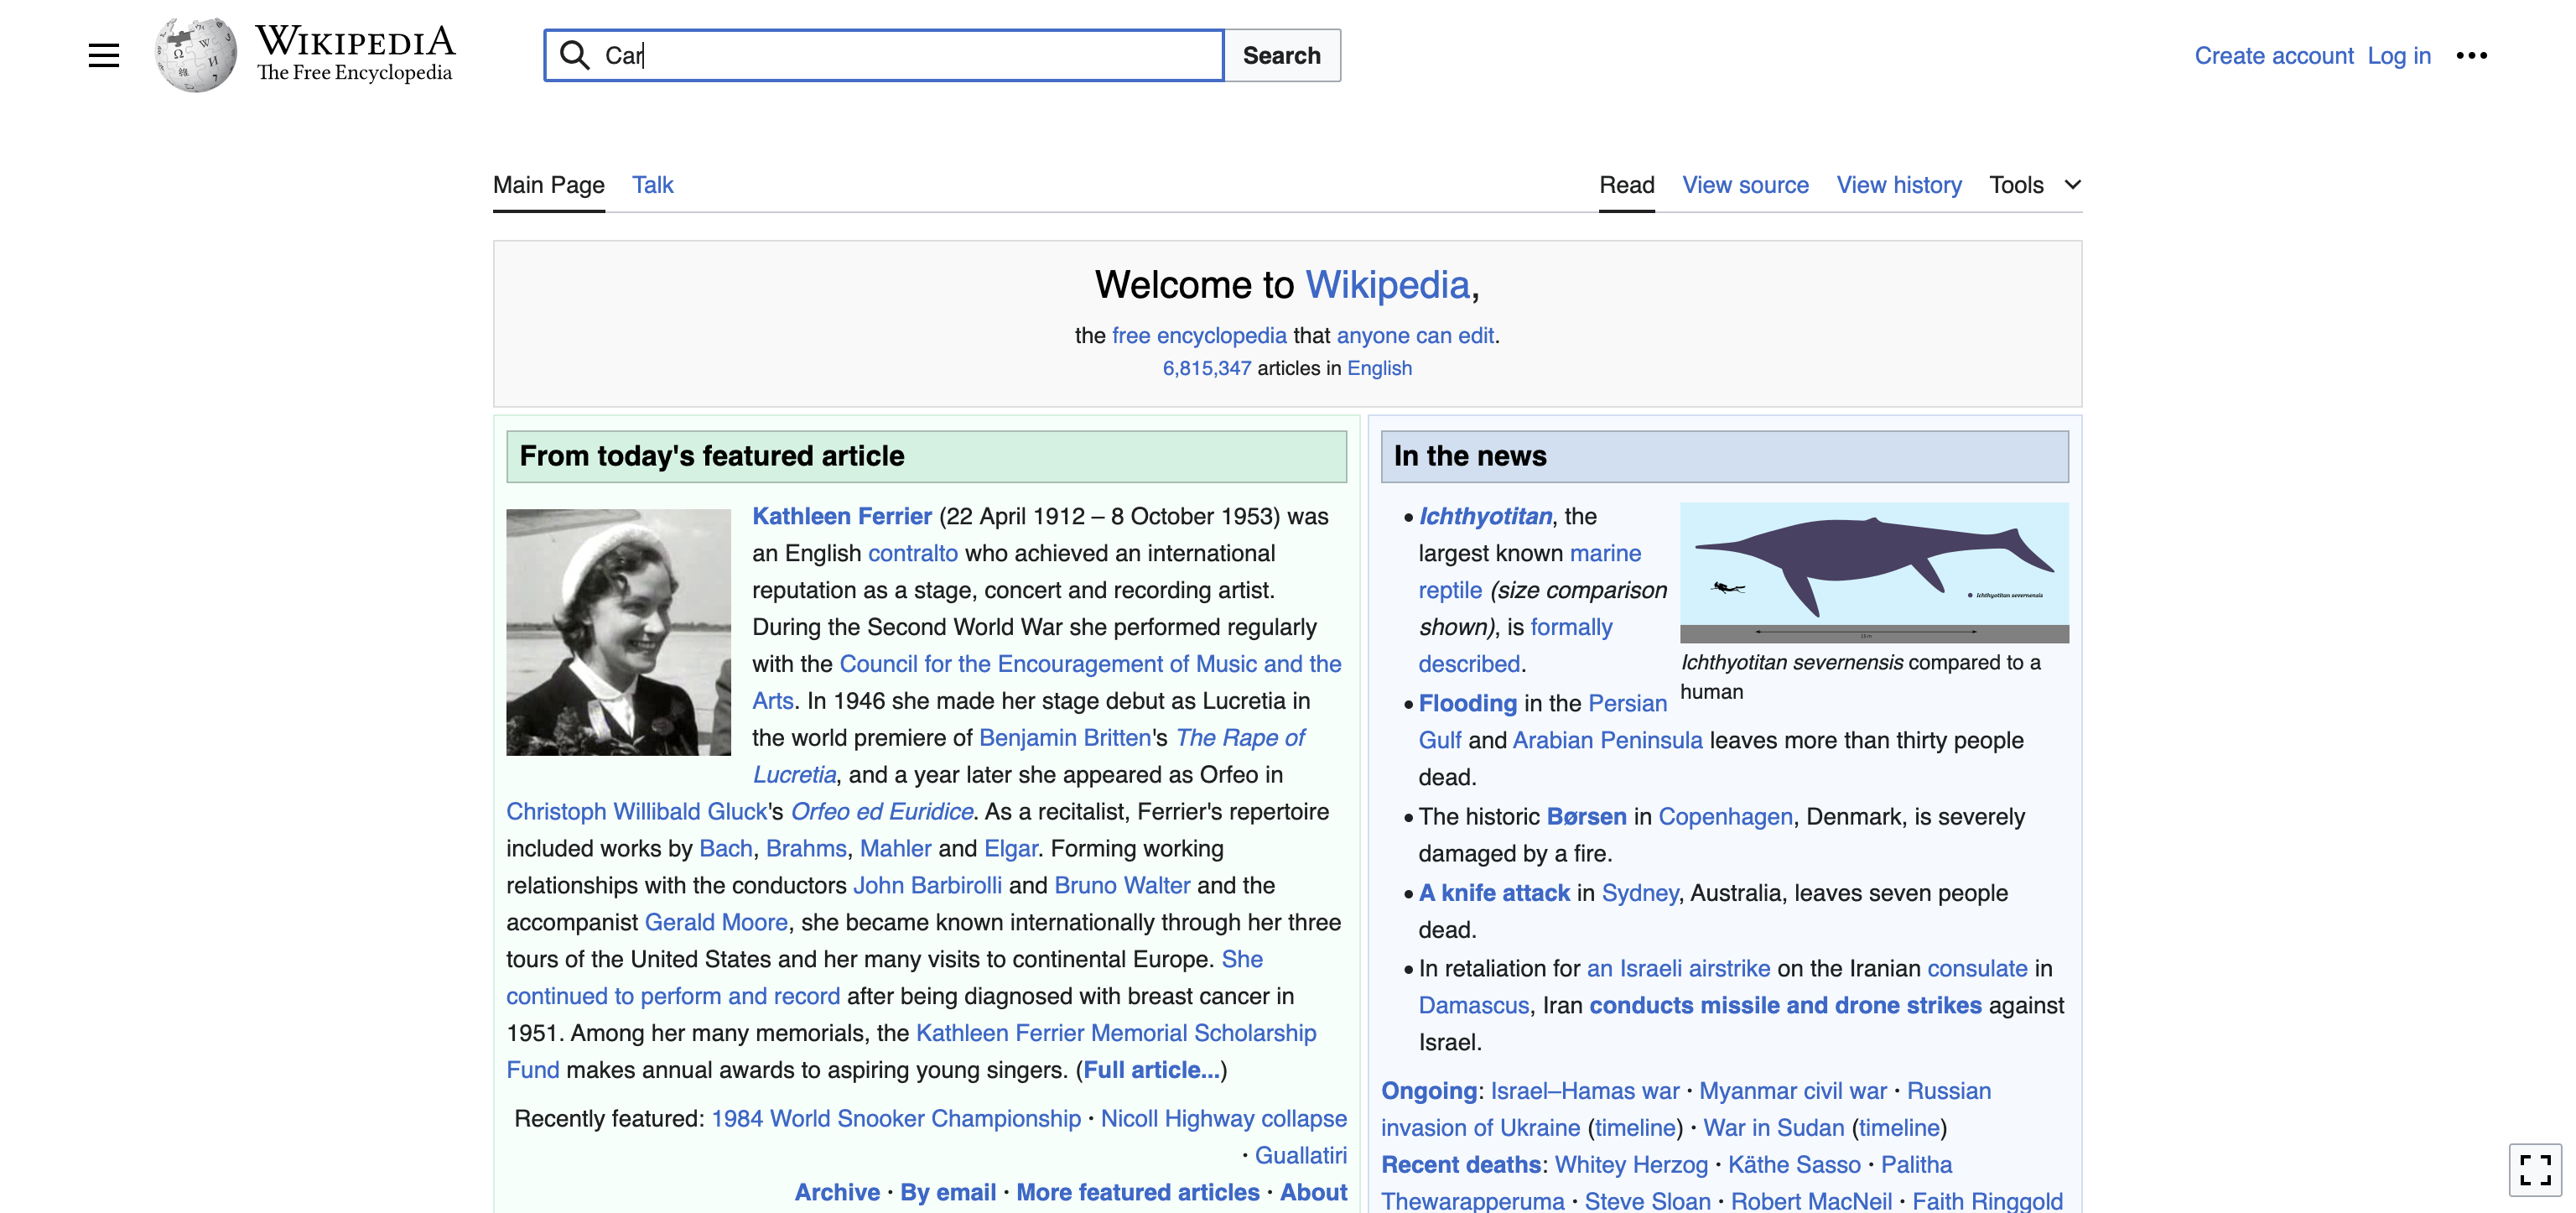 WIKIPEDIA
The Free Encyclopedia
Car
Search
Create account Log in
Main Page Talk
Read View source View history Tools
Welcome to Wikipedia,
the free encyclopedia that anyone can edit.
6,815,347 articles in English
From today's featured article
Kathleen Ferrier (22 April 1912 – 8 October 1953) was
an English contralto who achieved an international
reputation as a stage, concert and recording artist.
During the Second World War she performed regularly
with the Council for the Encouragement of Music and the
Arts. In 1946 she made her stage debut as Lucretia in
the world premiere of Benjamin Britten's The Rape of
Lucretia, and a year later she appeared as Orfeo in
Christoph Willibald Gluck's Orfeo ed Euridice. As a recitalist, Ferrier's repertoire
included works by Bach, Brahms, Mahler and Elgar. Forming working
relationships with the conductors John Barbirolli and Bruno Walter and the
accompanist Gerald Moore, she became known internationally through her three
tours of the United States and her many visits to continental Europe. She
continued to perform and record after being diagnosed with breast cancer in
1951. Among her many memorials, the Kathleen Ferrier Memorial Scholarship
Fund makes annual awards to aspiring young singers. (Full article...)
Recently featured: 1984 World Snooker Championship · Nicoll Highway collapse
· Guallatiri
Archive · By email · More featured articles · About
In the news
• Ichthyotitan, the
largest known marine
reptile (size comparison
shown), is formally
described.
Ichthyotitan severnensis
15 m
Ichthyotitan severnensis compared to a
human
• Flooding in the Persian
Gulf and Arabian Peninsula leaves more than thirty people
dead.
• The historic Børsen in Copenhagen, Denmark, is severely
damaged by a fire.
• A knife attack in Sydney, Australia, leaves seven people
dead.
• In retaliation for an Israeli airstrike on the Iranian consulate in
Damascus, Iran conducts missile and drone strikes against
Israel.
Ongoing: Israel–Hamas war · Myanmar civil war · Russian
invasion of Ukraine (timeline) · War in Sudan (timeline)
Recent deaths: Whitey Herzog · Käthe Sasso · Palitha
Thewarapperuma · Steve Sloan · Robert MacNeil · Faith Ringgold